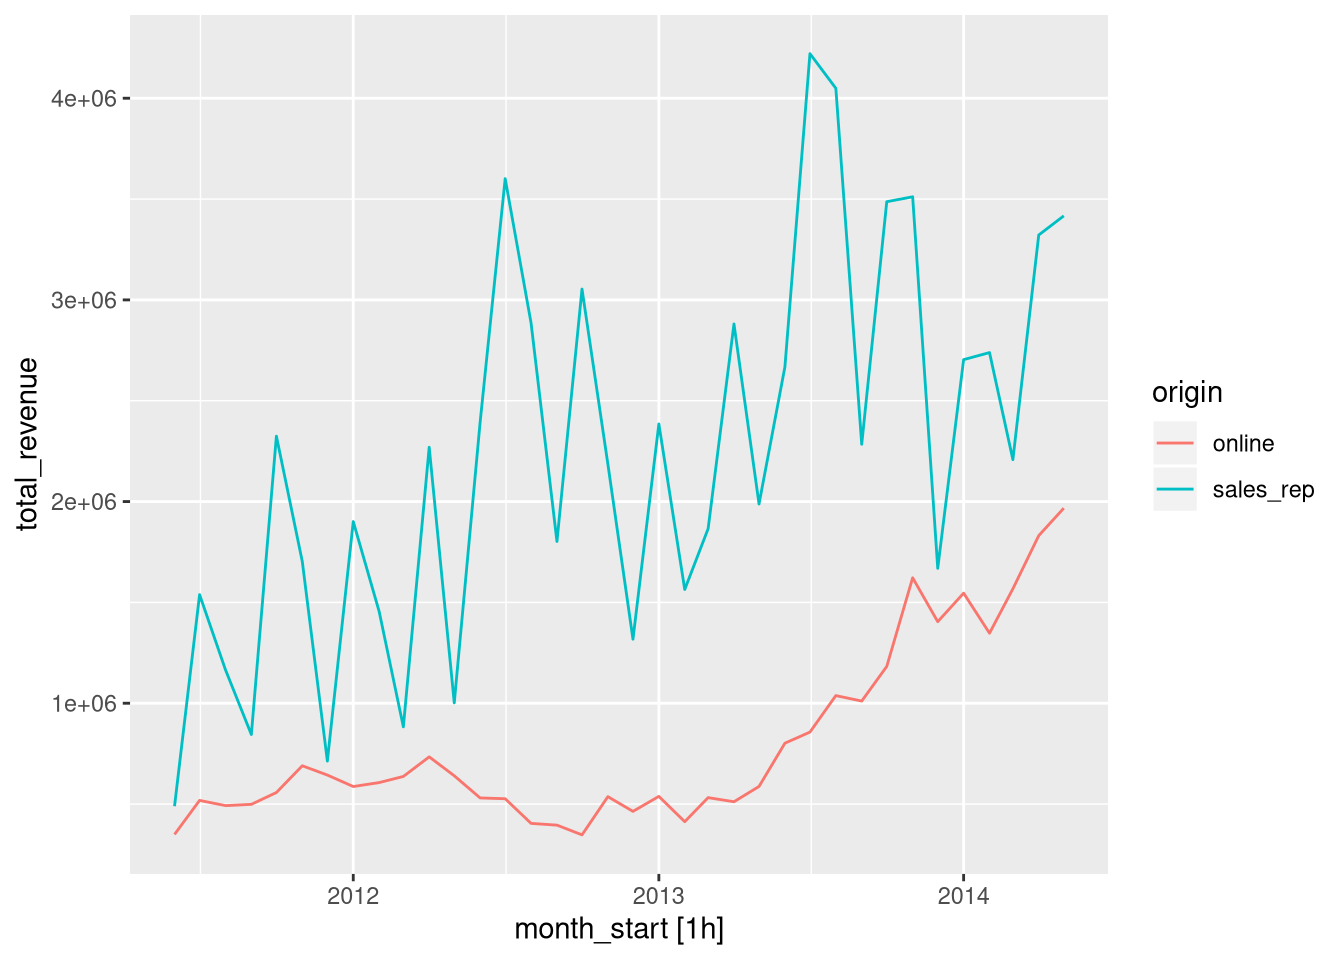 4e+06
3e+06
2e+06
1e+06
total_revenue
2012
2013
2014
month_start [1h]
origin
online
sales_rep